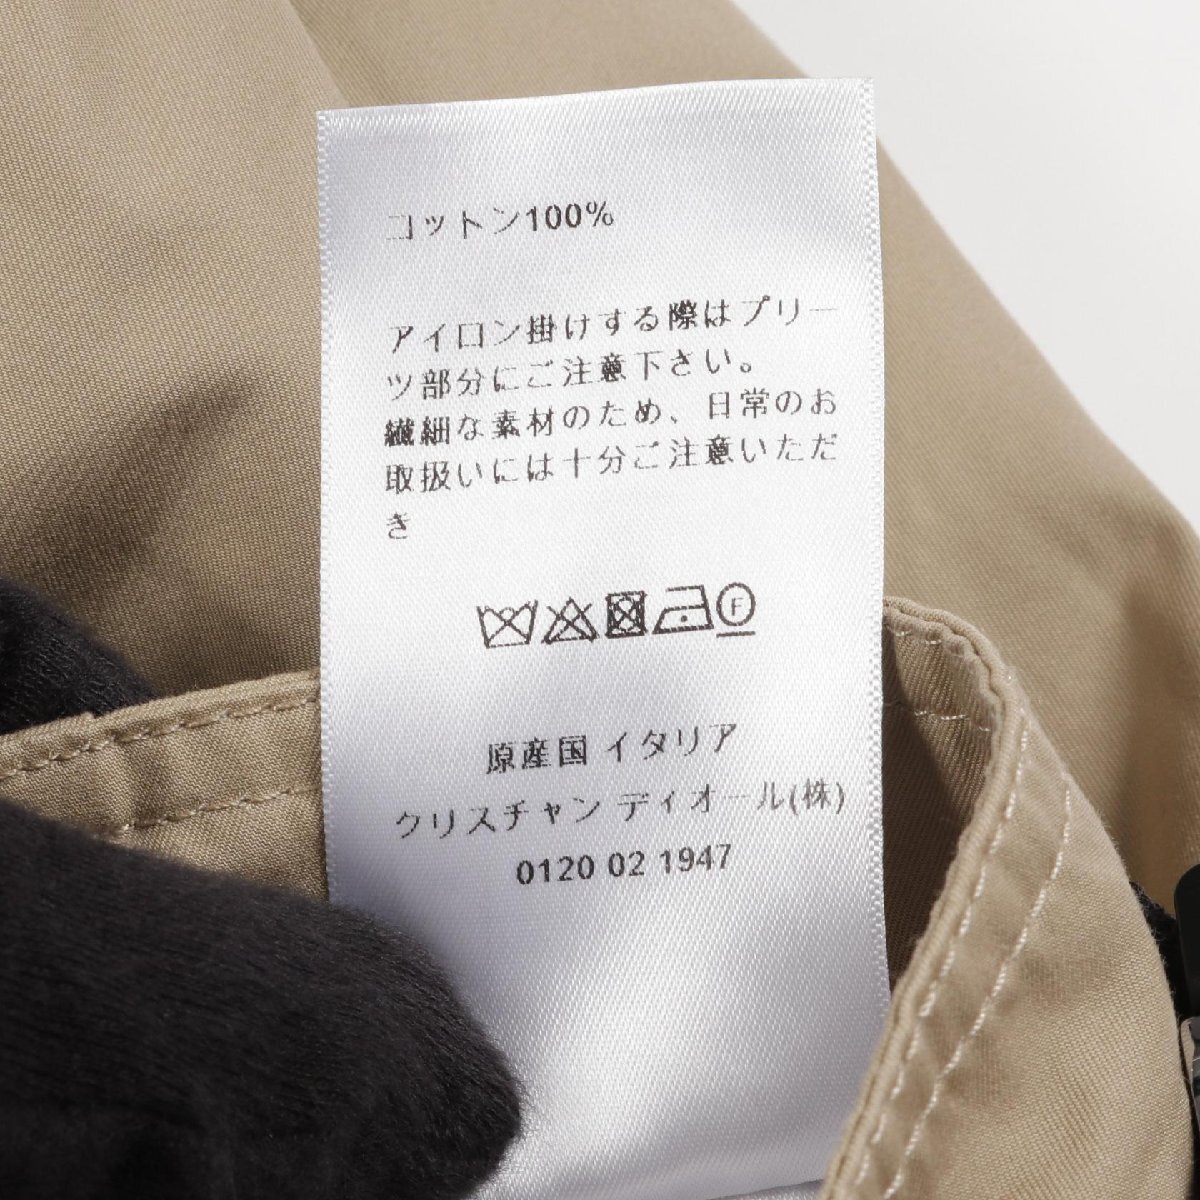 コットン100%
アイロン掛けする際はプリー
ツ部分にご注意下さい。
繊細な素材のため、日常のお
取扱いには十分ご注意いただ
き
F
原産国 イタリア
クリスチャン ディオール(株)
0120 02 1947